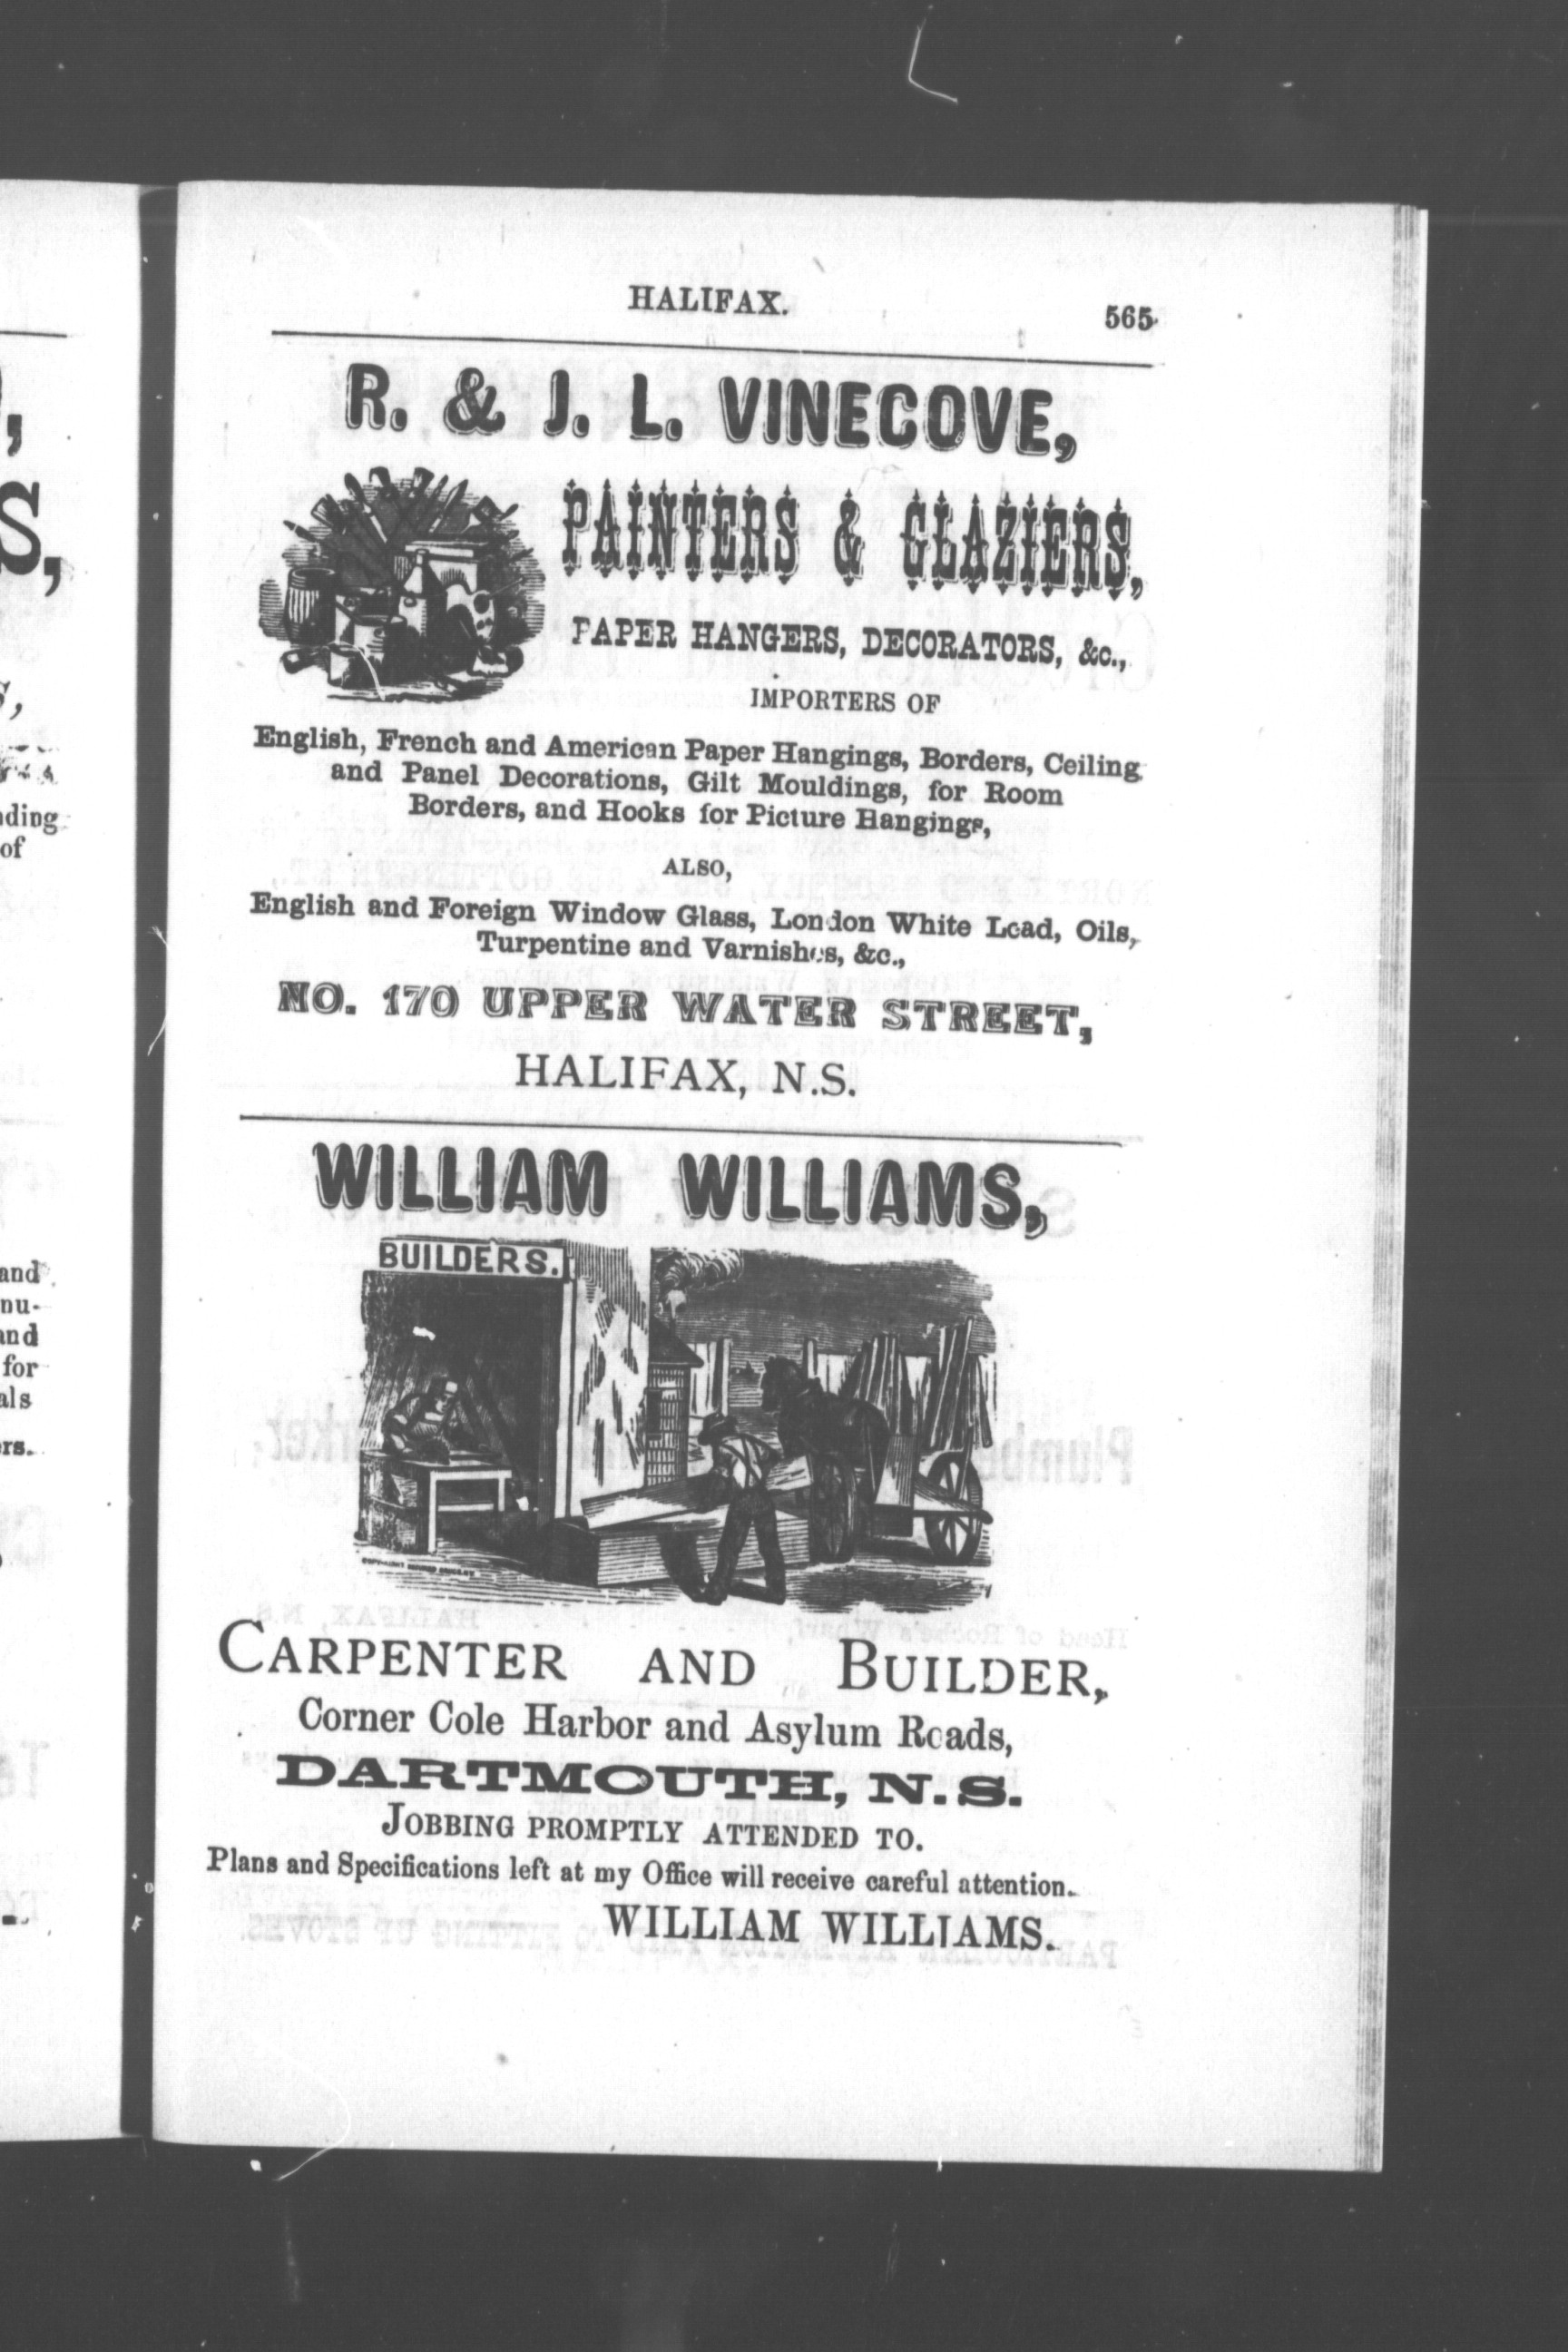 HALIFAX.
565
R. & J. L. VINECOVE,
PAINTERS & GLAZIERS,
PAPER HANGERS, DECORATORS, &c.,
IMPORTERS OF
English, French and American Paper Hangings, Borders, Ceiling
and Panel Decorations, Gilt Mouldings, for Room
Borders, and Hooks for Picture Hangings,
ALSO,
English and Foreign Window Glass, London White Lead, Oils,
Turpentine and Varnishes, &c.,
NO. 170 UPPER WATER STREET,
HALIFAX, N.S.
WILLIAM WILLIAMS,
BUILDERS.
CARPENTER AND BUILDER,
Corner Cole Harbor and Asylum Roads,
DARTMOUTH, N.S.
JOBBING PROMPTLY ATTENDED TO.
Plans and Specifications left at my Office will receive careful attention.
WILLIAM WILLIAMS.
of
and
and
for